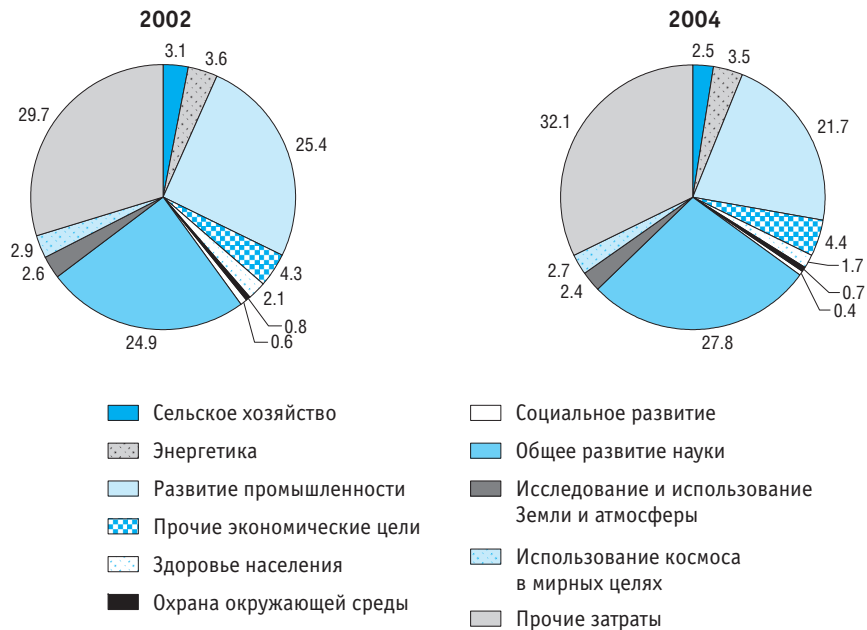 2002
3.1
3.6
25.4
4.3
2.1
0.8
0.6
24.9
2.6
2.9
29.7
2004
2.5
3.5
21.7
4.4
1.7
0.7
0.4
27.8
2.4
2.7
32.1
Сельское хозяйство
Энергетика
Развитие промышленности
Прочие экономические цели
Здоровье населения
Охрана окружающей среды
Социальное развитие
Общее развитие науки
Исследование и использование
Земли и атмосферы
Использование космоса
в мирных целях
Прочие затраты